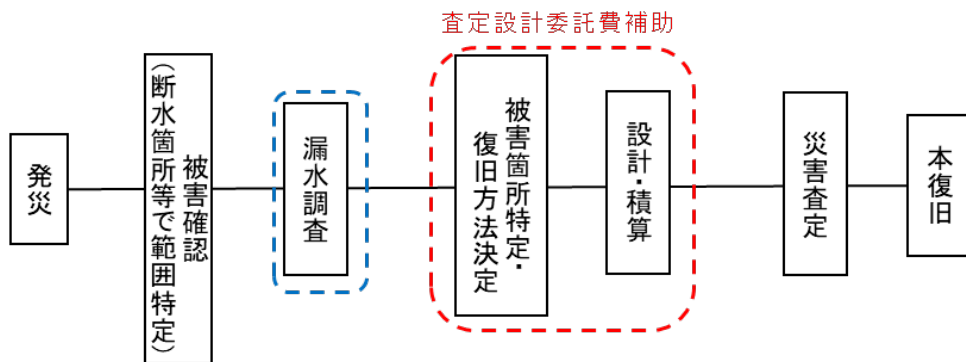 査定設計委託費補助
発災
被害確認
（断水箇所等で範囲特定）
漏水調査
被害箇所特定・
復旧方法決定
設計・積算
災害査定
本復旧